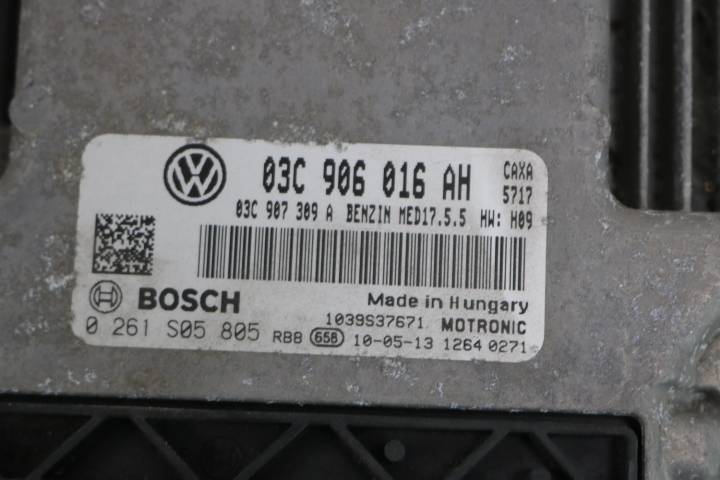 03C 906 016 AH CAXA
5717
03C 907 309 A BENZIN MED17.5.5 HW: H09
BOSCH
Made in Hungary
1039S37671 MOTRONIC
0 261 S05 805 RBB 658 10-05-13 1264 0271